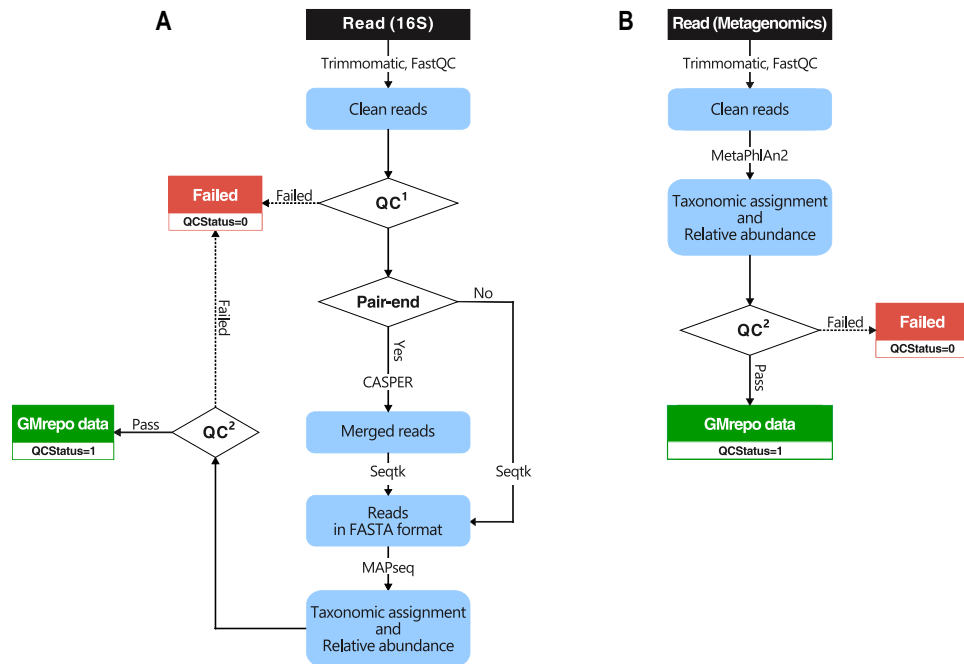 A
Read (16S)
Trimmomatic, FastQC
Clean reads
Failed
QC1
Failed
QCStatus=0
Pair-end
No
Yes
Failed
CASPER
Merged reads
GMrepo data
QCStatus=1
Pass
QC2
Seqtk
Seqtk
Reads
in FASTA format
MAPseq
Taxonomic assignment
and
Relative abundance
B
Read (Metagenomics)
Trimmomatic, FastQC
Clean reads
MetaPhlAn2
Taxonomic assignment
and
Relative abundance
QC2
Failed
Failed
QCStatus=0
Pass
GMrepo data
QCStatus=1